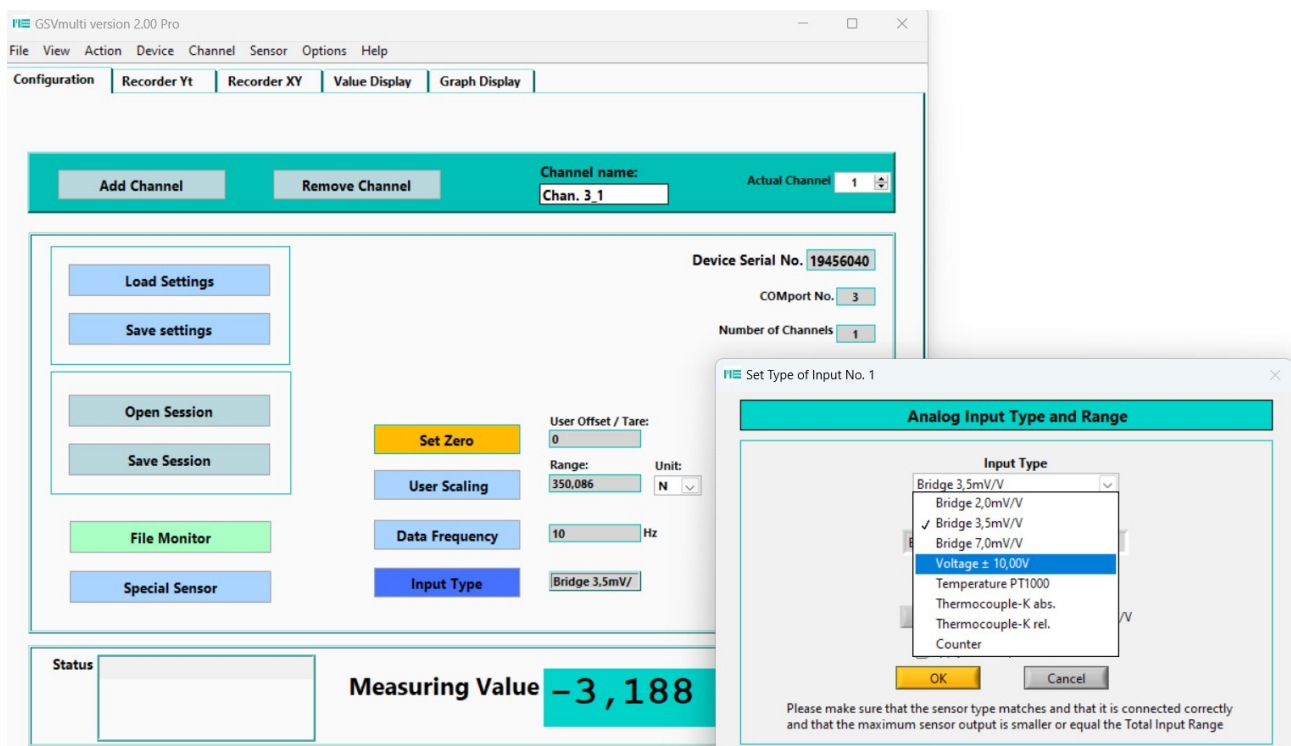 ME GSVmulti version 2.00 Pro
File View Action Device Channel Sensor Options Help
Configuration Recorder Yt Recorder XY Value Display Graph Display
Add Channel Remove Channel Channel name: Chan. 3_1 Actual Channel 1
Load Settings
Save settings
Device Serial No. 19456040
COMport No. 3
Number of Channels 1
Open Session
Save Session
Set Zero User Offset / Tare: 0
User Scaling Range: 350,086 Unit: N
File Monitor
Data Frequency 10 Hz
Special Sensor
Input Type Bridge 3,5mV/
Status
Measuring Value -3,188
ME Set Type of Input No. 1
Analog Input Type and Range
Input Type
Bridge 3,5mV/V
Bridge 2,0mV/V
✓ Bridge 3,5mV/V
Bridge 7,0mV/V
Voltage ± 10,00V
Temperature PT1000
Thermocouple-K abs.
Thermocouple-K rel.
/V
Counter
OK Cancel
Please make sure that the sensor type matches and that it is connected correctly
and that the maximum sensor output is smaller or equal the Total Input Range